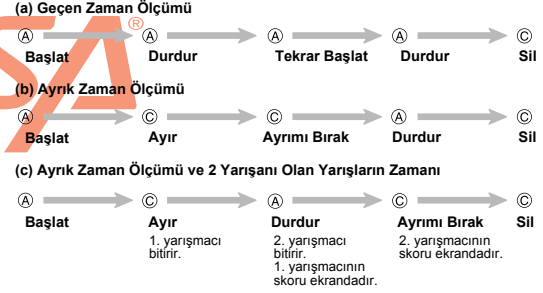 (a) Geçen Zaman Ölçümü
®
A A A A C
Başlat Durdur Tekrar Başlat Durdur Sil
(b) Ayrık Zaman Ölçümü
A C C A C
Başlat Ayır Ayrımı Bırak Durdur Sil
(c) Ayrık Zaman Ölçümü ve 2 Yarışanı Olan Yarışların Zamanı
A C A C C
Başlat Ayır Durdur Ayrımı Bırak Sil
1. yarışmacı 2. yarışmacı 2. yarışmacının
bitirir. bitirir. skoru ekrandadır.
1. yarışmacının
skoru ekrandadır.